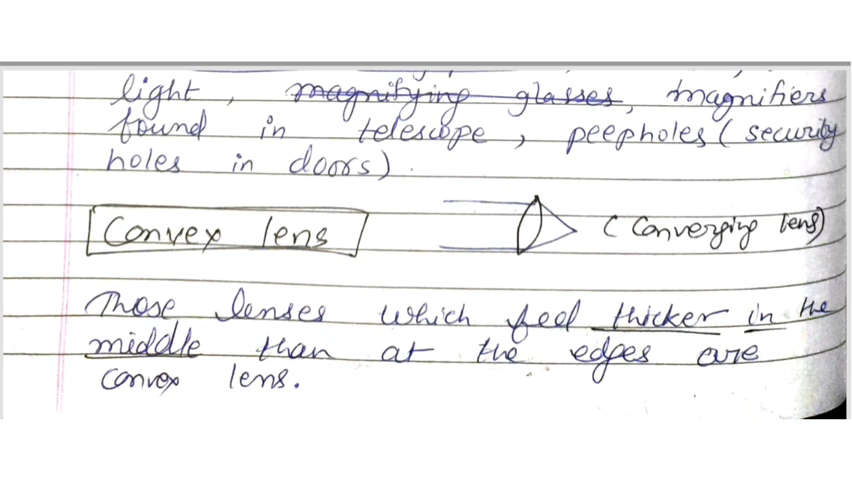 light, magnifying glasses, magnifiers
found in telescope, peepholes (security
holes in doors).
Convex lens (Converging lens)
Those lenses which feel thicker in the
middle than at the edges are
convex lens.